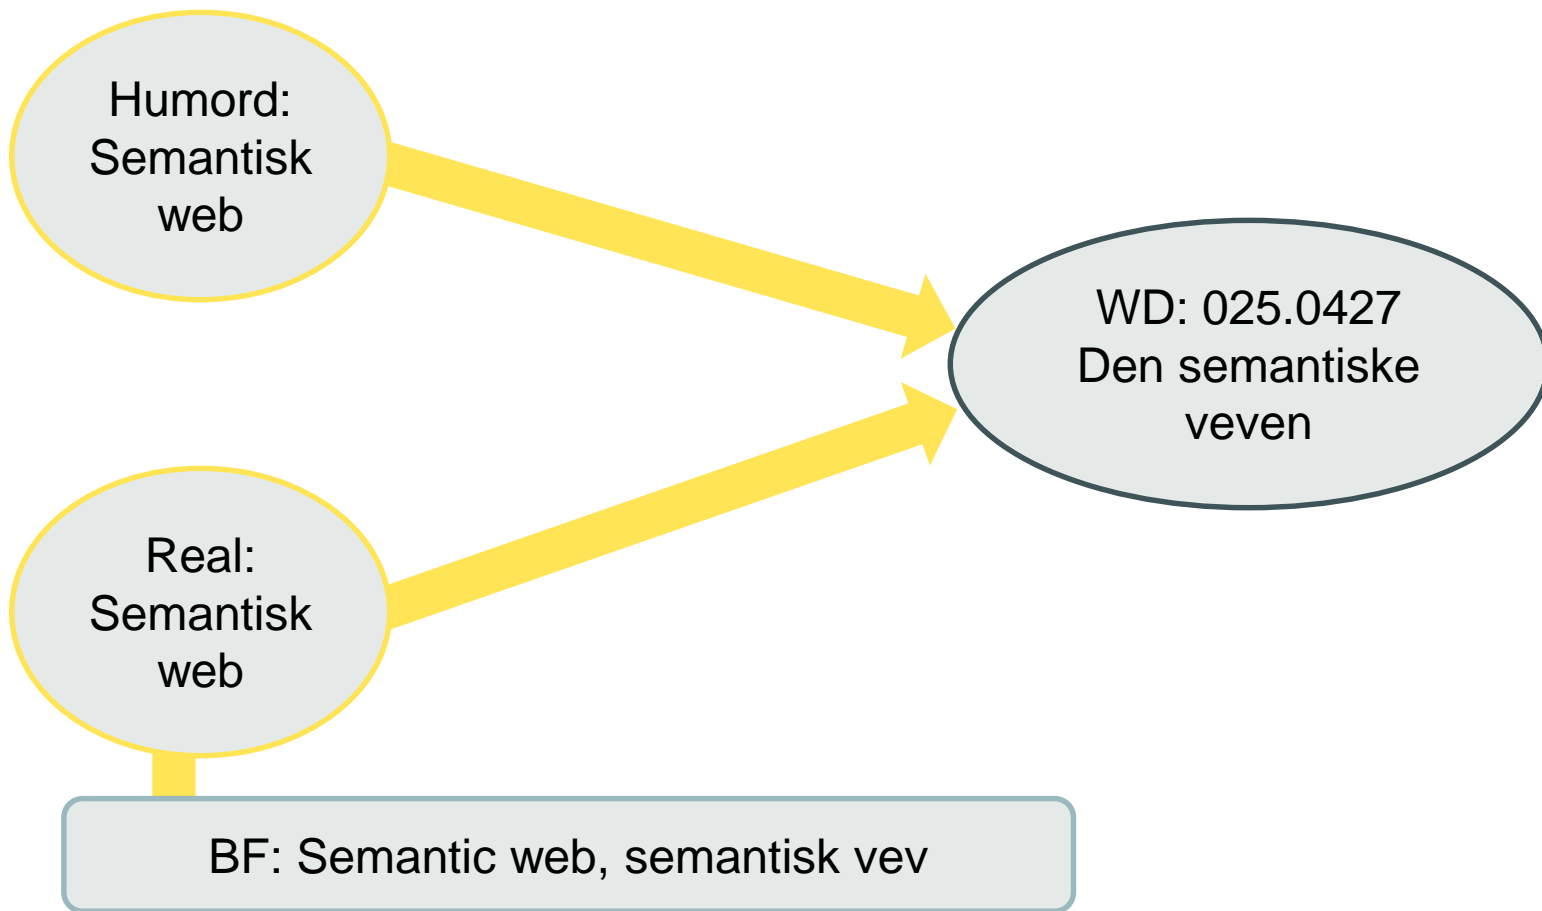 Humord:
Semantisk
web
WD: 025.0427
Den semantiske
veven
Real:
Semantisk
web
BF: Semantic web, semantisk vev